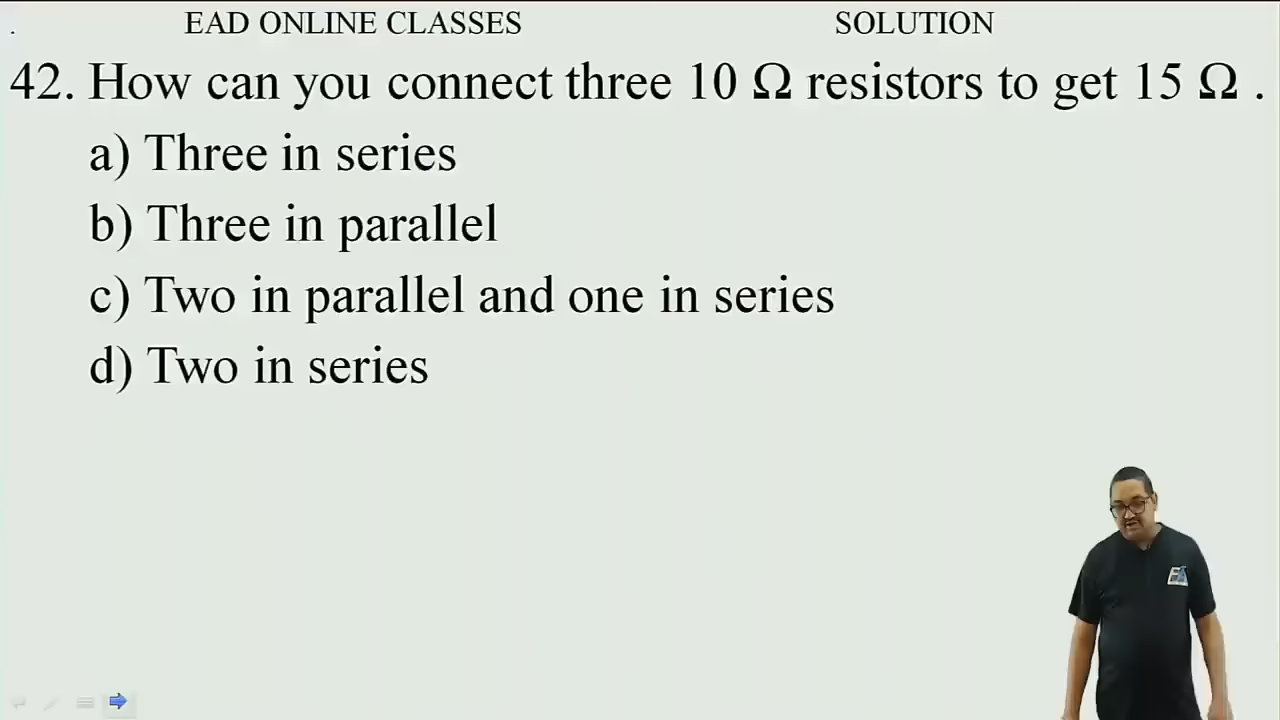 . EAD ONLINE CLASSES SOLUTION
42. How can you connect three 10 Ω resistors to get 15 Ω .
a) Three in series
b) Three in parallel
c) Two in parallel and one in series
d) Two in series